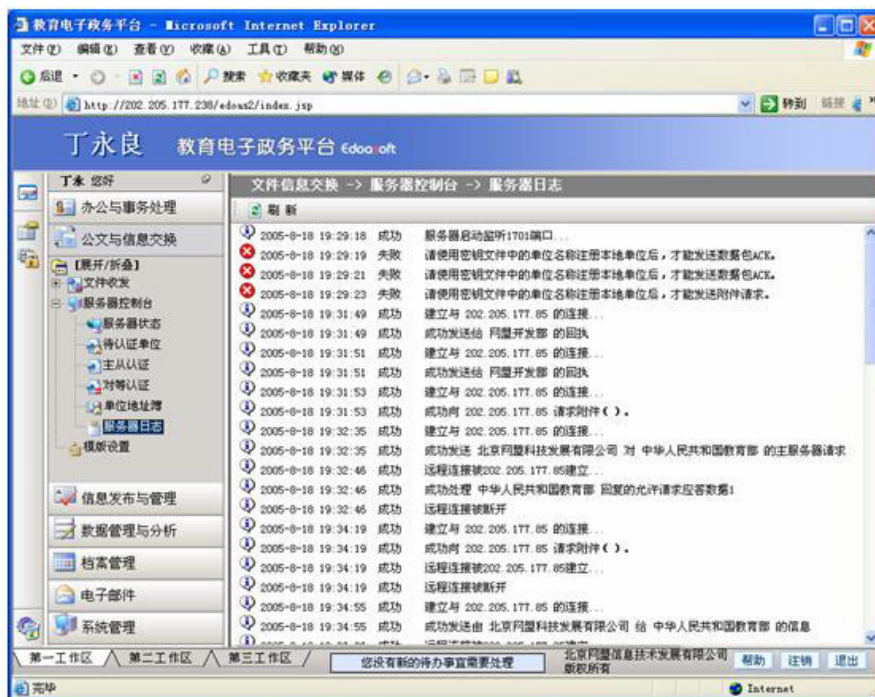 教育电子政务平台 - Microsoft Internet Explorer
文件(F) 编辑(E) 查看(V) 收藏(A) 工具(T) 帮助(H)
后退 搜索 收藏夹 媒体
地址(D) http://202.205.177.238/edoas2/index.jsp 转到 链接
丁永良 教育电子政务平台 Edoasoft
丁永 您好
办公与事务处理
公文与信息交换
【展开/折叠】
文件收发
服务器控制台
服务器状态
待认证单位
主从认证
对等认证
单位地址簿
服务器日志
模版设置
信息发布与管理
数据管理与分析
档案管理
电子邮件
系统管理
文件信息交换 -> 服务器控制台 -> 服务器日志
刷 新
2005-8-18 19:29:18 成功 服务器启动监听1701端口...
2005-8-18 19:29:19 失败 请使用密钥文件中的单位名称注册本地单位后，才能发送数据包ACK。
2005-8-18 19:29:21 失败 请使用密钥文件中的单位名称注册本地单位后，才能发送数据包ACK。
2005-8-18 19:29:23 失败 请使用密钥文件中的单位名称注册本地单位后，才能发送附件请求。
2005-8-18 19:31:49 成功 建立与 202.205.177.85 的连接...
2005-8-18 19:31:49 成功 成功发送给 网盟开发部 的回执
2005-8-18 19:31:51 成功 建立与 202.205.177.85 的连接...
2005-8-18 19:31:51 成功 成功发送给 网盟开发部 的回执
2005-8-18 19:31:53 成功 建立与 202.205.177.85 的连接...
2005-8-18 19:31:53 成功 成功向 202.205.177.85 请求附件()。
2005-8-18 19:32:35 成功 建立与 202.205.177.85 的连接...
2005-8-18 19:32:35 成功 成功发送 北京网盟科技发展有限公司 对 中华人民共和国教育部 的主服务器请求
2005-8-18 19:32:46 成功 远程连接被202.205.177.85建立...
2005-8-18 19:32:46 成功 成功处理 中华人民共和国教育部 回复的允许请求应答数据1
2005-8-18 19:32:46 成功 远程连接被断开
2005-8-18 19:34:19 成功 建立与 202.205.177.85 的连接...
2005-8-18 19:34:19 成功 成功向 202.205.177.85 请求附件()。
2005-8-18 19:34:19 成功 远程连接被202.205.177.85建立...
2005-8-18 19:34:19 成功 远程连接被断开
2005-8-18 19:34:55 成功 建立与 202.205.177.85 的连接...
2005-8-18 19:34:55 成功 成功发送由 北京网盟科技发展有限公司 给 中华人民共和国教育部 的信息
第一工作区 第二工作区 第三工作区 您没有新的待办事宜需要处理 北京网盟信息技术发展有限公司 版权所有 帮助 注销 退出
完毕 Internet